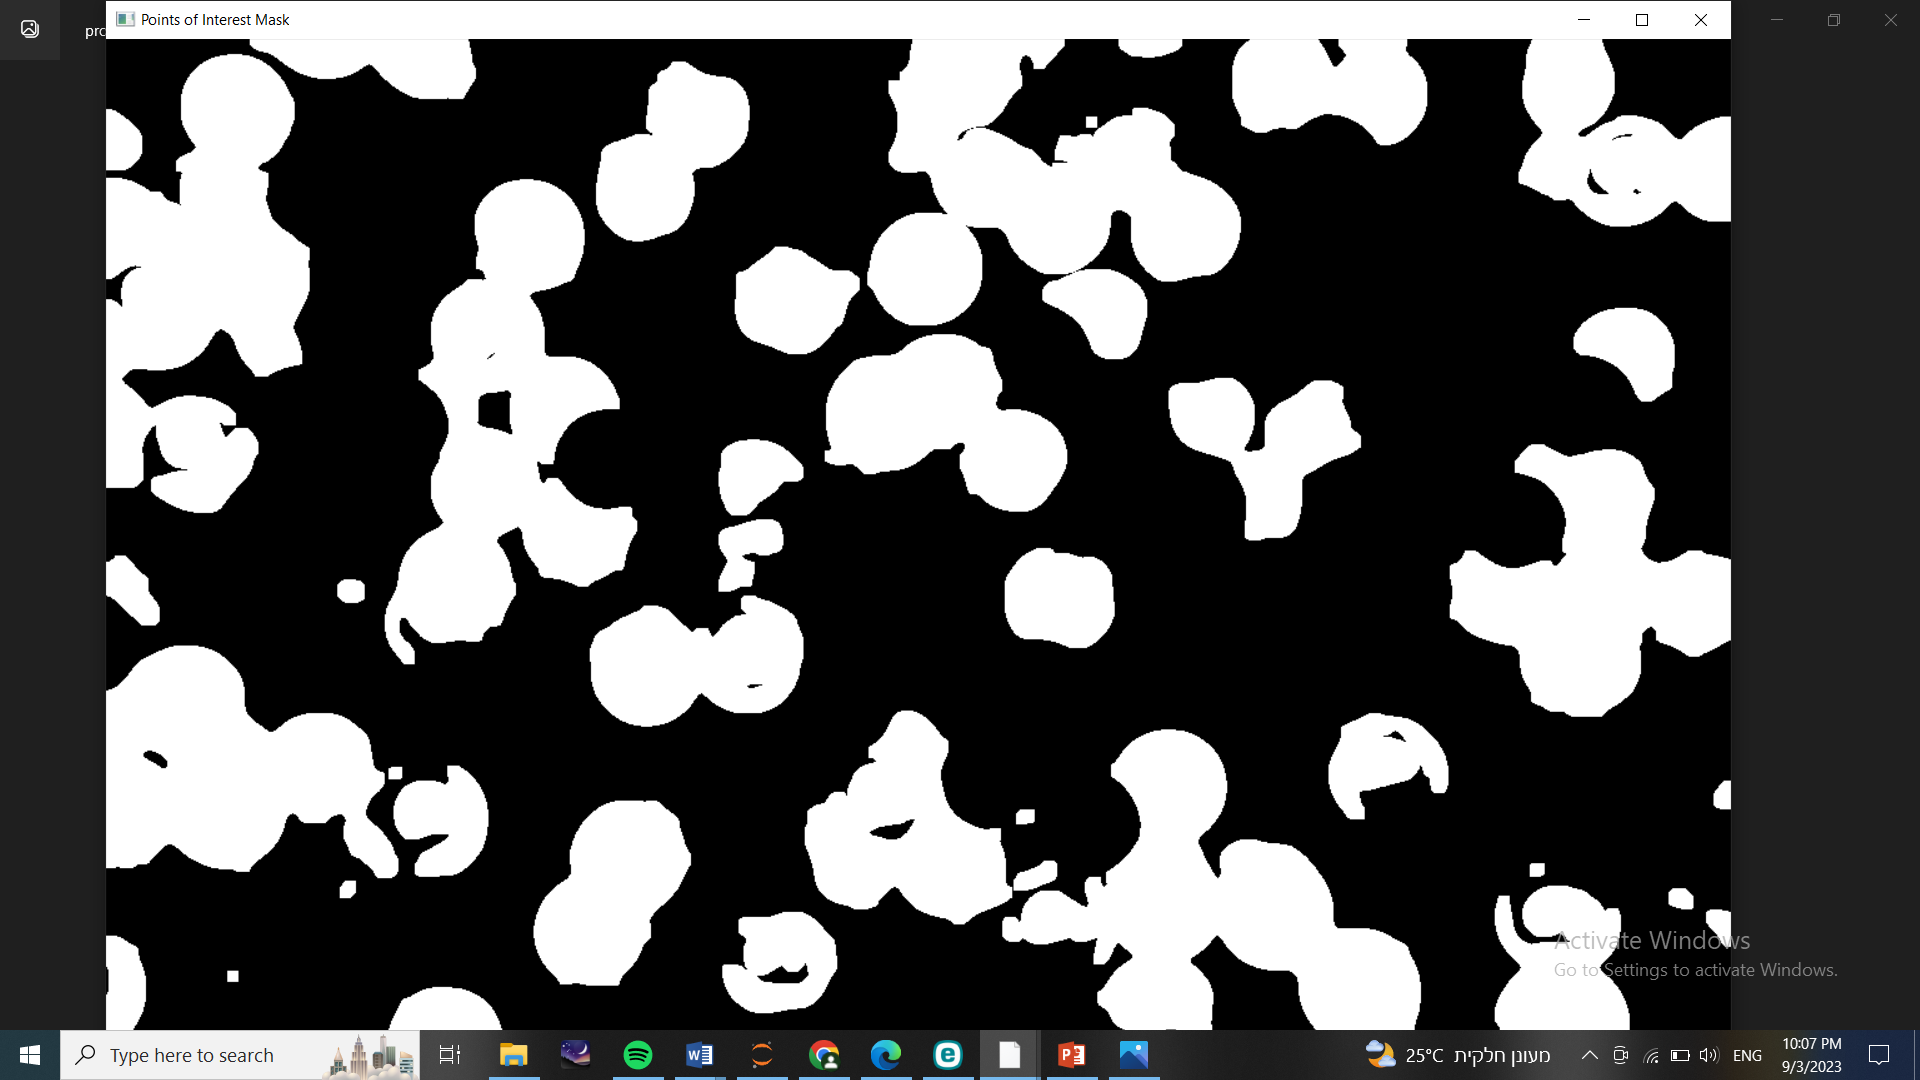 prc
Points of Interest Mask
Activate Windows
Go to Settings to activate Windows.
Type here to search
25°C מעונן חלקית
ENG
10:07 PM
9/3/2023